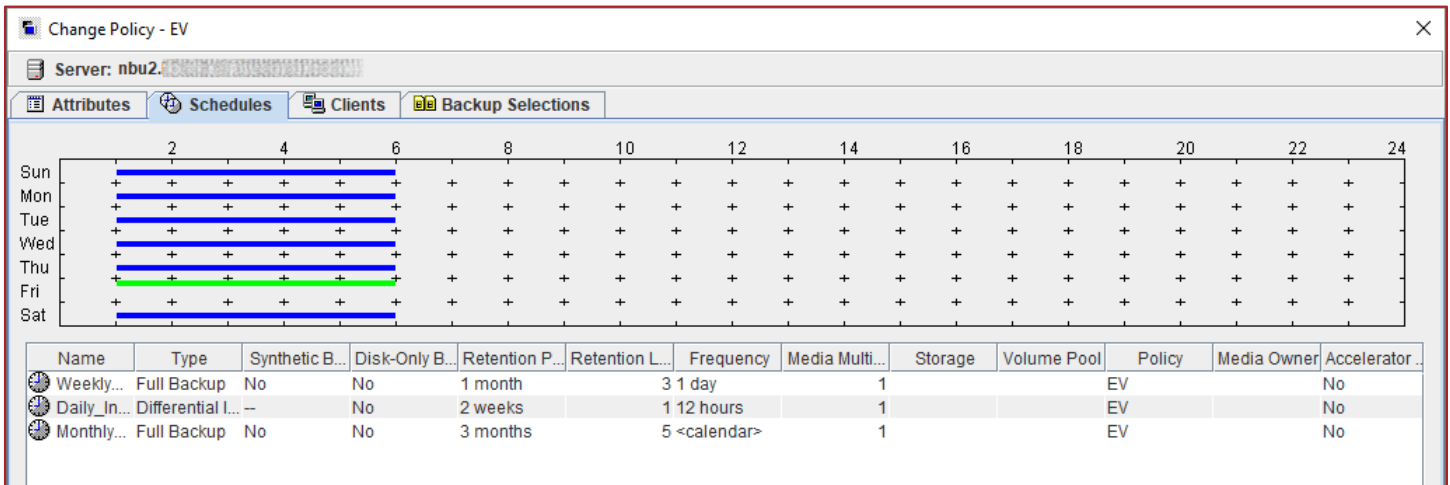 Change Policy - EV
Server: nbu2.
Attributes Schedules Clients Backup Selections
2 4 6 8 10 12 14 16 18 20 22 24
Sun
Mon
Tue
Wed
Thu
Fri
Sat
Name Type Synthetic B... Disk-Only B... Retention P... Retention L... Frequency Media Multi... Storage Volume Pool Policy Media Owner Accelerator ..
Weekly... Full Backup No No 1 month 3 1 day 1 EV No
Daily_In... Differential I... -- No 2 weeks 1 12 hours 1 EV No
Monthly... Full Backup No No 3 months 5 <calendar> 1 EV No